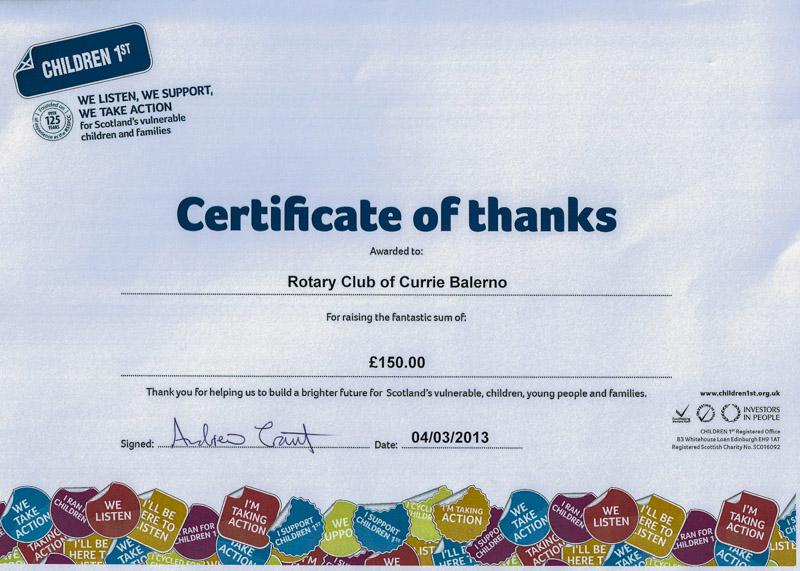 CHILDREN 1ST
WE LISTEN, WE SUPPORT,
WE TAKE ACTION
for Scotland's vulnerable
children and families
OVER
125
YEARS
Certificate of thanks
Awarded to:
Rotary Club of Currie Balerno
For raising the fantastic sum of:
£150.00
Thank you for helping us to build a brighter future for Scotland's vulnerable, children, young people and families.
Signed: Andrew Grant Date: 04/03/2013
www.children1st.org.uk
INVESTORS
IN PEOPLE
CHILDREN 1ST Registered Office
83 Whitehouse Loan Edinburgh EH9 1AT
Registered Scottish Charity No. SC016092
WE
TAKE
ACTION
I RAN
CHILDREN
WE
LISTEN
I'LL BE
HERE TO
LISTEN
I RAN FOR
CHILDREN 1ST
I'M
TAKING
ACTION
I SUPPORT
CHILDREN 1ST
WE
I SUPPORT
CHILDREN 1ST
I'M TAKING
ACTION
WE
TAKE
ACTION
I RAN
CHILDREN
WE
LISTEN
I'LL BE
HERE TO
LISTEN
RAN FOR
CHILDREN 1ST
I'M
TAKING
ACTION